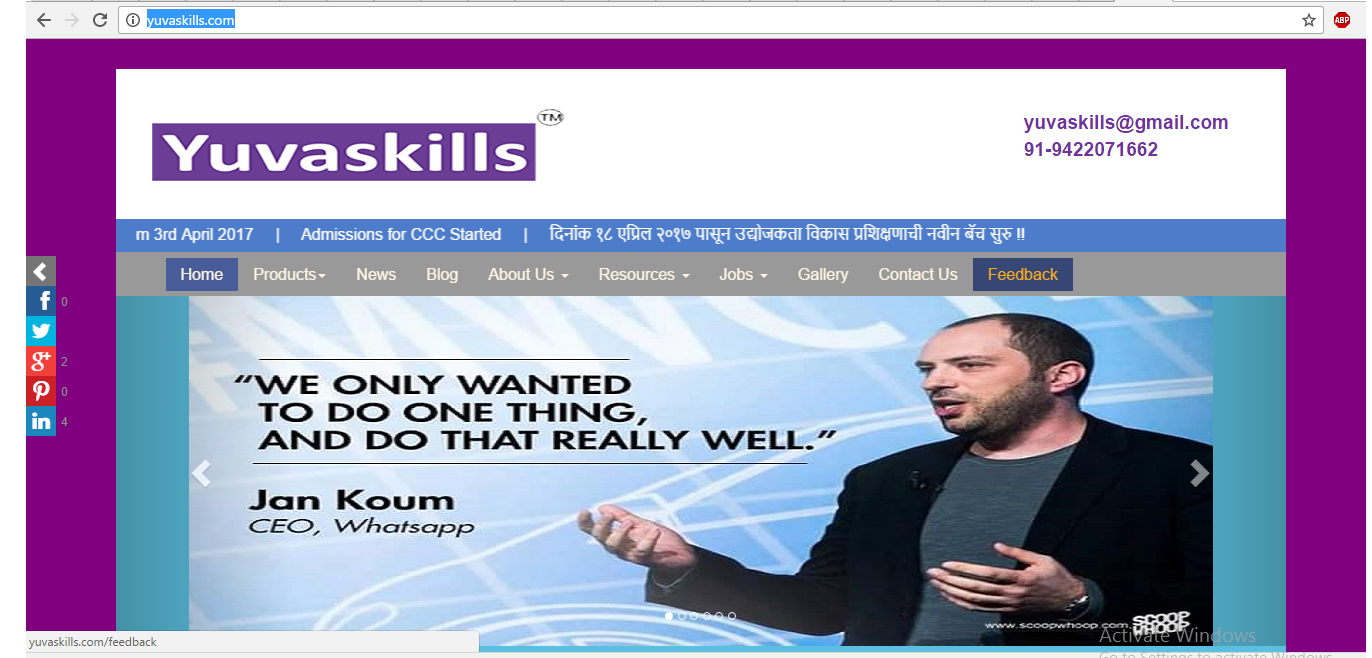 yuvaskills.com
ABP
Yuvaskills TM
yuvaskills@gmail.com
91-9422071662
m 3rd April 2017 | Admissions for CCC Started | दिनांक १८ एप्रिल २०१७ पासून उद्योजकता विकास प्रशिक्षणाची नवीन बॅच सुरु !!
Home Products News Blog About Us Resources Jobs Gallery Contact Us Feedback
0
2
0
4
“WE ONLY WANTED
TO DO ONE THING,
AND DO THAT REALLY WELL.”
Jan Koum
CEO, Whatsapp
www.scoopwhoop.com
SCOOP
WHOOP
Activate Windows
Go to Settings to activate Windows.
yuvaskills.com/feedback